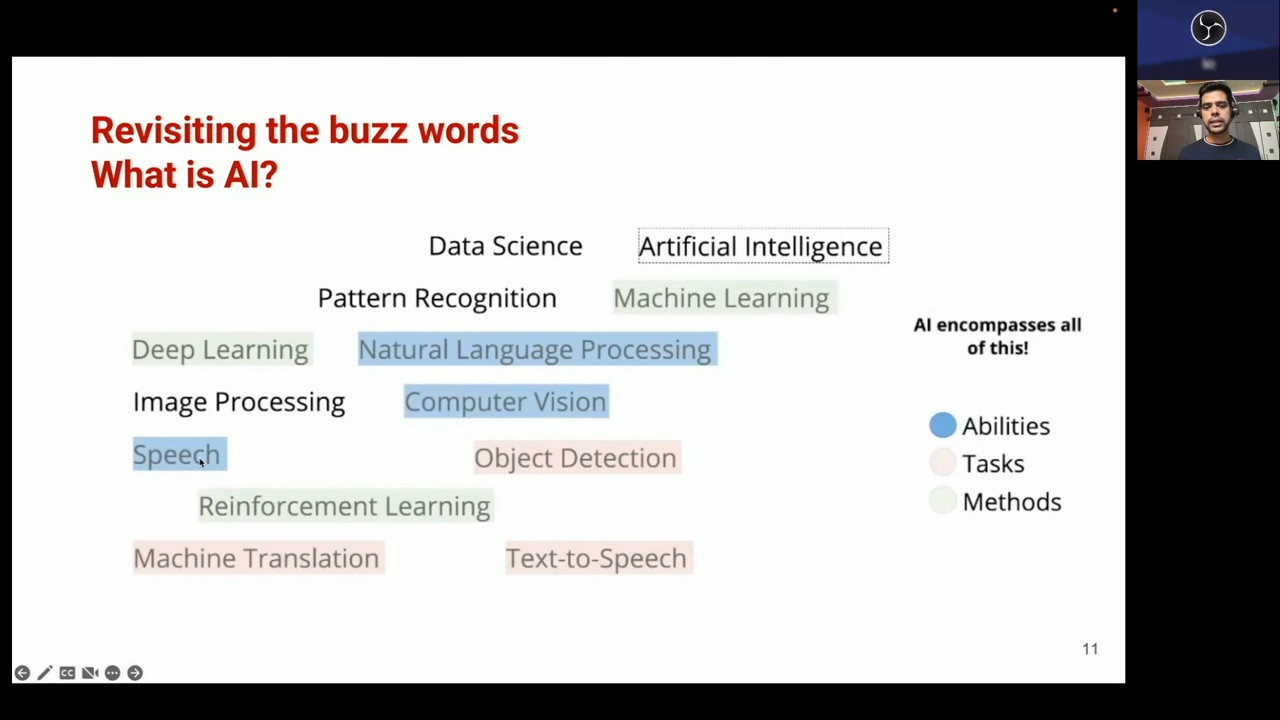 Revisiting the buzz words
What is AI?
Data Science Artificial Intelligence
Pattern Recognition Machine Learning
AI encompasses all
of this!
Deep Learning Natural Language Processing
Image Processing Computer Vision
Abilities
Speech Object Detection
Tasks
Reinforcement Learning
Methods
Machine Translation Text-to-Speech
11
CC